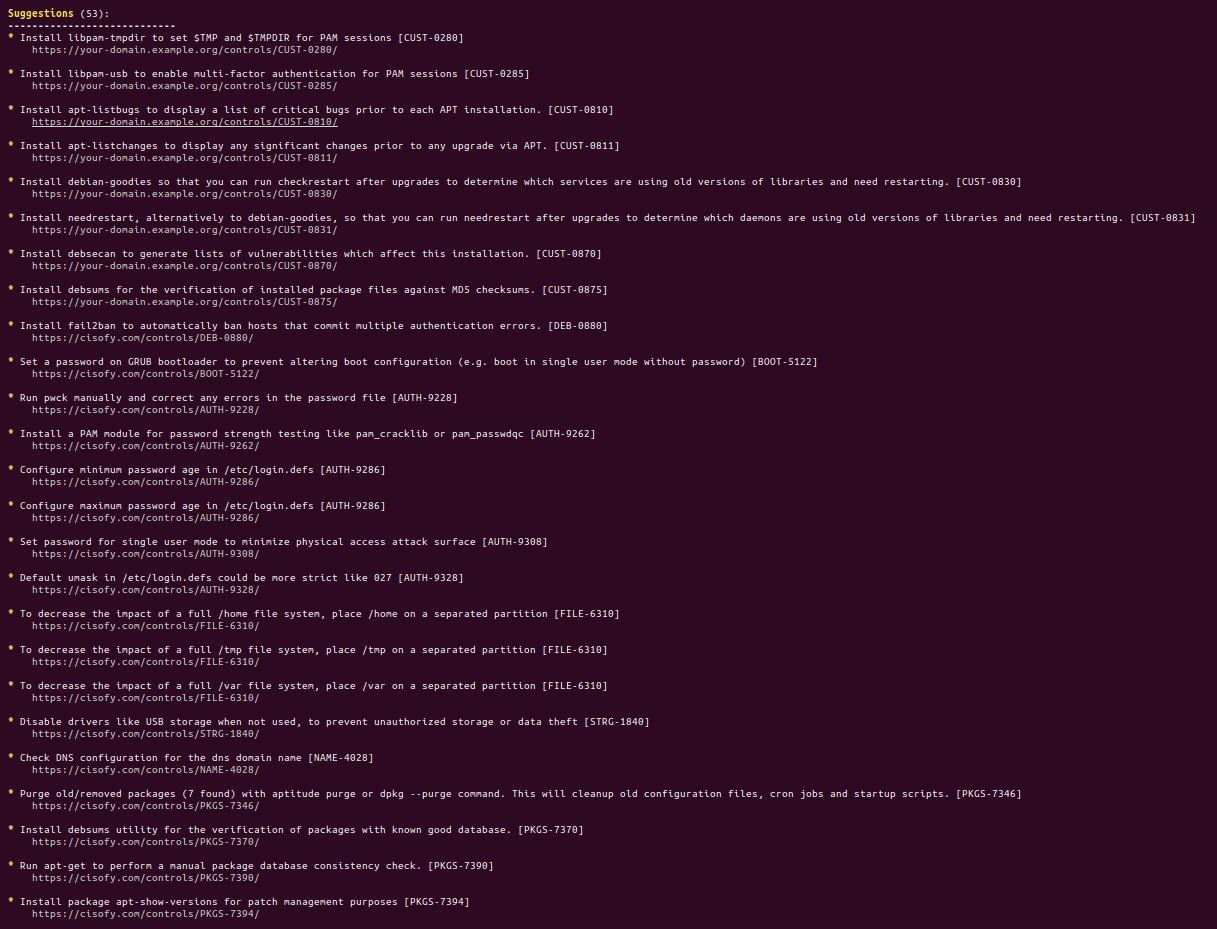 Suggestions (53):
----------------------------
* Install libpam-tmpdir to set $TMP and $TMPDIR for PAM sessions [CUST-0280]
https://your-domain.example.org/controls/CUST-0280/
* Install libpam-usb to enable multi-factor authentication for PAM sessions [CUST-0285]
https://your-domain.example.org/controls/CUST-0285/
* Install apt-listbugs to display a list of critical bugs prior to each APT installation. [CUST-0810]
https://your-domain.example.org/controls/CUST-0810/
* Install apt-listchanges to display any significant changes prior to any upgrade via APT. [CUST-0811]
https://your-domain.example.org/controls/CUST-0811/
* Install debian-goodies so that you can run checkrestart after upgrades to determine which services are using old versions of libraries and need restarting. [CUST-0830]
https://your-domain.example.org/controls/CUST-0830/
* Install needrestart, alternatively to debian-goodies, so that you can run needrestart after upgrades to determine which daemons are using old versions of libraries and need restarting. [CUST-0831]
https://your-domain.example.org/controls/CUST-0831/
* Install debsecan to generate lists of vulnerabilities which affect this installation. [CUST-0870]
https://your-domain.example.org/controls/CUST-0870/
* Install debsums for the verification of installed package files against MD5 checksums. [CUST-0875]
https://your-domain.example.org/controls/CUST-0875/
* Install fail2ban to automatically ban hosts that commit multiple authentication errors. [DEB-0880]
https://cisofy.com/controls/DEB-0880/
* Set a password on GRUB bootloader to prevent altering boot configuration (e.g. boot in single user mode without password) [BOOT-5122]
https://cisofy.com/controls/BOOT-5122/
* Run pwck manually and correct any errors in the password file [AUTH-9228]
https://cisofy.com/controls/AUTH-9228/
* Install a PAM module for password strength testing like pam_cracklib or pam_passwdqc [AUTH-9262]
https://cisofy.com/controls/AUTH-9262/
* Configure minimum password age in /etc/login.defs [AUTH-9286]
https://cisofy.com/controls/AUTH-9286/
* Configure maximum password age in /etc/login.defs [AUTH-9286]
https://cisofy.com/controls/AUTH-9286/
* Set password for single user mode to minimize physical access attack surface [AUTH-9308]
https://cisofy.com/controls/AUTH-9308/
* Default umask in /etc/login.defs could be more strict like 027 [AUTH-9328]
https://cisofy.com/controls/AUTH-9328/
* To decrease the impact of a full /home file system, place /home on a separated partition [FILE-6310]
https://cisofy.com/controls/FILE-6310/
* To decrease the impact of a full /tmp file system, place /tmp on a separated partition [FILE-6310]
https://cisofy.com/controls/FILE-6310/
* To decrease the impact of a full /var file system, place /var on a separated partition [FILE-6310]
https://cisofy.com/controls/FILE-6310/
* Disable drivers like USB storage when not used, to prevent unauthorized storage or data theft [STRG-1840]
https://cisofy.com/controls/STRG-1840/
* Check DNS configuration for the dns domain name [NAME-4028]
https://cisofy.com/controls/NAME-4028/
* Purge old/removed packages (7 found) with aptitude purge or dpkg --purge command. This will cleanup old configuration files, cron jobs and startup scripts. [PKGS-7346]
https://cisofy.com/controls/PKGS-7346/
* Install debsums utility for the verification of packages with known good database. [PKGS-7370]
https://cisofy.com/controls/PKGS-7370/
* Run apt-get to perform a manual package database consistency check. [PKGS-7390]
https://cisofy.com/controls/PKGS-7390/
* Install package apt-show-versions for patch management purposes [PKGS-7394]
https://cisofy.com/controls/PKGS-7394/